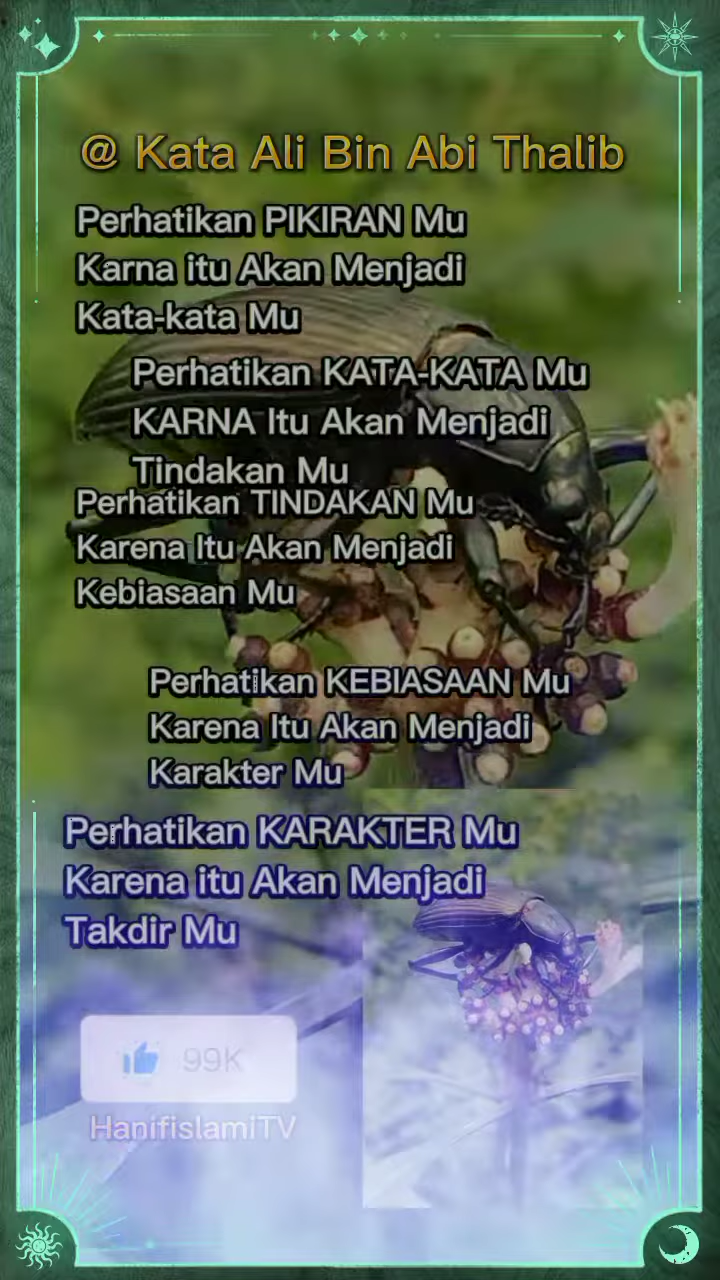 @ Kata Ali Bin Abi Thalib
Perhatikan PIKIRAN Mu
Karna itu Akan Menjadi
Kata-kata Mu
Perhatikan KATA-KATA Mu
KARNA Itu Akan Menjadi
Tindakan Mu
Perhatikan TINDAKAN Mu
Karena Itu Akan Menjadi
Kebiasaan Mu
Perhatikan KEBIASAAN Mu
Karena Itu Akan Menjadi
Karakter Mu
Perhatikan KARAKTER Mu
Karena itu Akan Menjadi
Takdir Mu
99K
HanifislamiTV